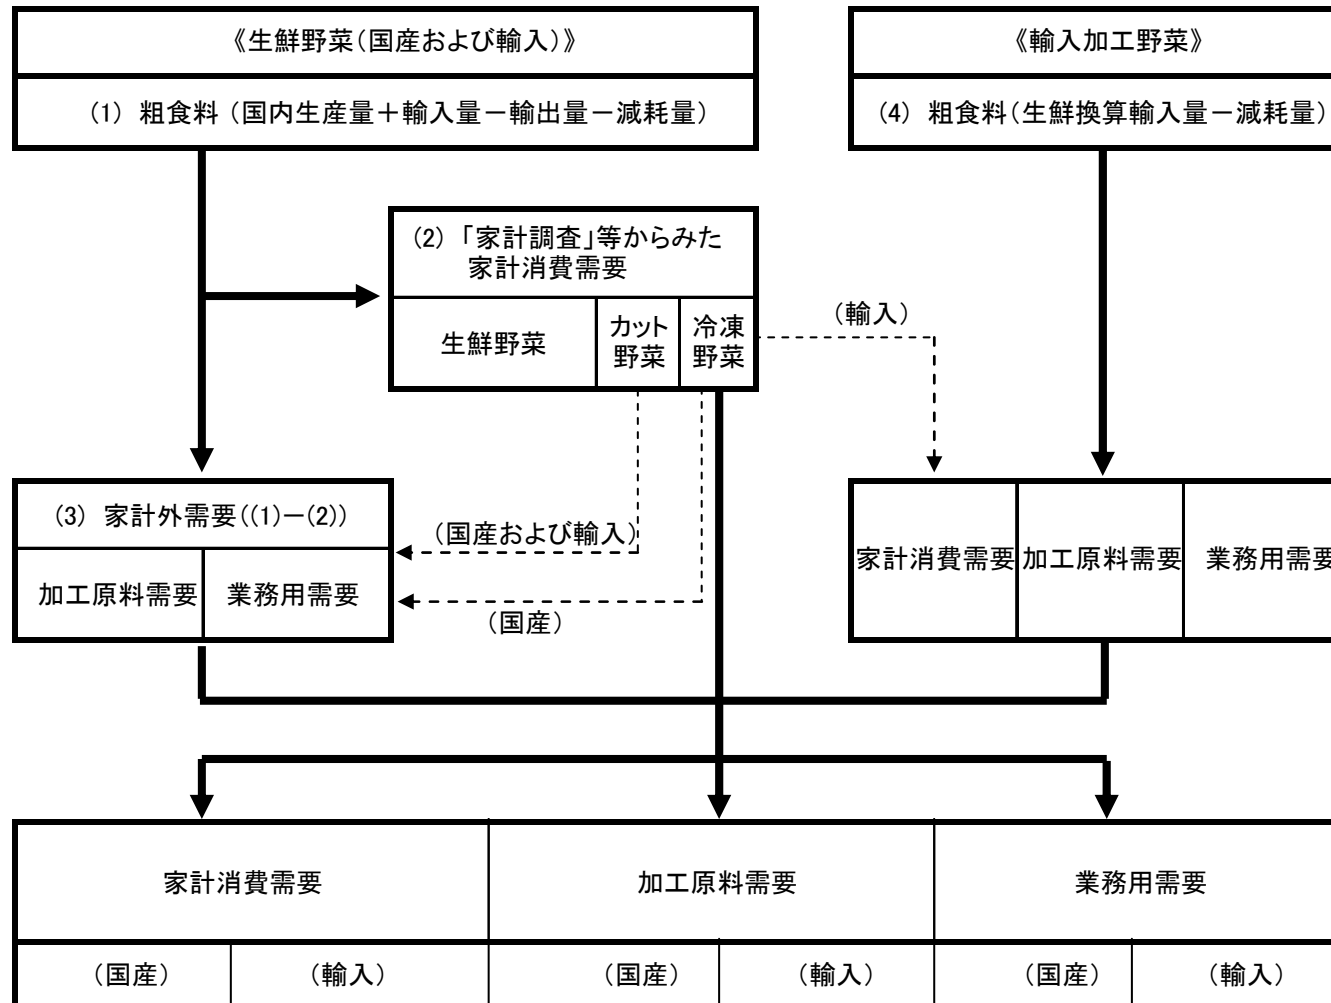 《生鮮野菜(国産および輸入)》
(1) 粗食料 (国内生産量+輸入量-輸出量-減耗量)
《輸入加工野菜》
(4) 粗食料(生鮮換算輸入量-減耗量)
(2) 「家計調査」等からみた
家計消費需要
生鮮野菜
カット
野菜
冷凍
野菜
(輸入)
(3) 家計外需要((1)-(2))
加工原料需要
業務用需要
(国産および輸入)
(国産)
家計消費需要
加工原料需要
業務用需要
家計消費需要
加工原料需要
業務用需要
(国産)
(輸入)
(国産)
(輸入)
(国産)
(輸入)